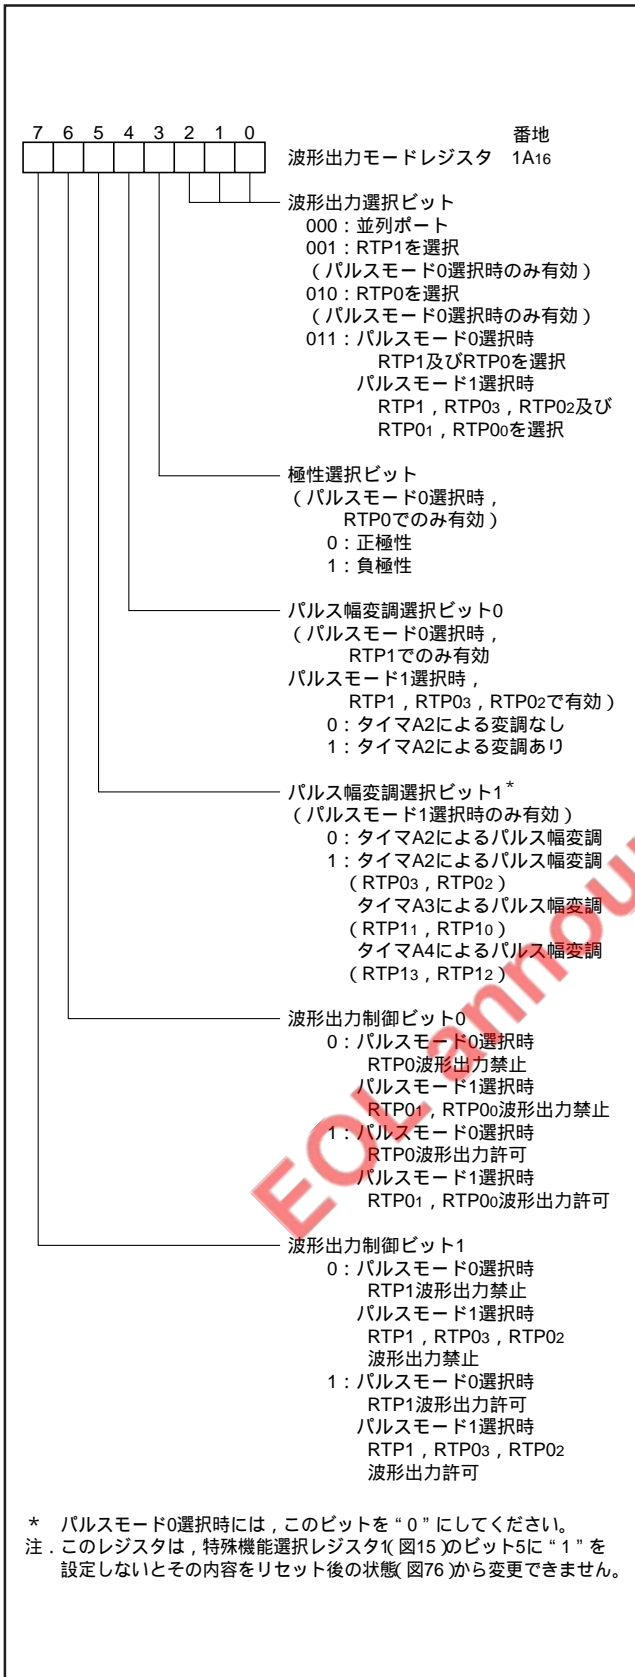 7 6 5 4 3 2 1 0
番地
波形出力モードレジスタ 1A16
波形出力選択ビット
000：並列ポート
001：RTP1を選択
（パルスモード0選択時のみ有効）
010：RTP0を選択
（パルスモード0選択時のみ有効）
011：パルスモード0選択時
RTP1及びRTP0を選択
パルスモード1選択時
RTP1，RTP03，RTP02及び
RTP01，RTP00を選択
極性選択ビット
（パルスモード0選択時，
RTP0でのみ有効）
0：正極性
1：負極性
パルス幅変調選択ビット0
（パルスモード0選択時，
RTP1でのみ有効
パルスモード1選択時，
RTP1，RTP03，RTP02で有効）
0：タイマA2による変調なし
1：タイマA2による変調あり
パルス幅変調選択ビット1*
（パルスモード1選択時のみ有効）
0：タイマA2によるパルス幅変調
1：タイマA2によるパルス幅変調
（RTP03，RTP02）
タイマA3によるパルス幅変調
（RTP11，RTP10）
タイマA4によるパルス幅変調
（RTP13，RTP12）
波形出力制御ビット0
0：パルスモード0選択時
RTP0波形出力禁止
パルスモード1選択時
RTP01，RTP00波形出力禁止
1：パルスモード0選択時
RTP0波形出力許可
パルスモード1選択時
RTP01，RTP00波形出力許可
波形出力制御ビット1
0：パルスモード0選択時
RTP1波形出力禁止
パルスモード1選択時
RTP1，RTP03，RTP02
波形出力禁止
1：パルスモード0選択時
RTP1波形出力許可
パルスモード1選択時
RTP1，RTP03，RTP02
波形出力許可
* パルスモード0選択時には，このビットを“0”にしてください。
注．このレジスタは，特殊機能選択レジスタ1(図15)のビット5に“1”を
設定しないとその内容をリセット後の状態(図76)から変更できません。
EOL announ